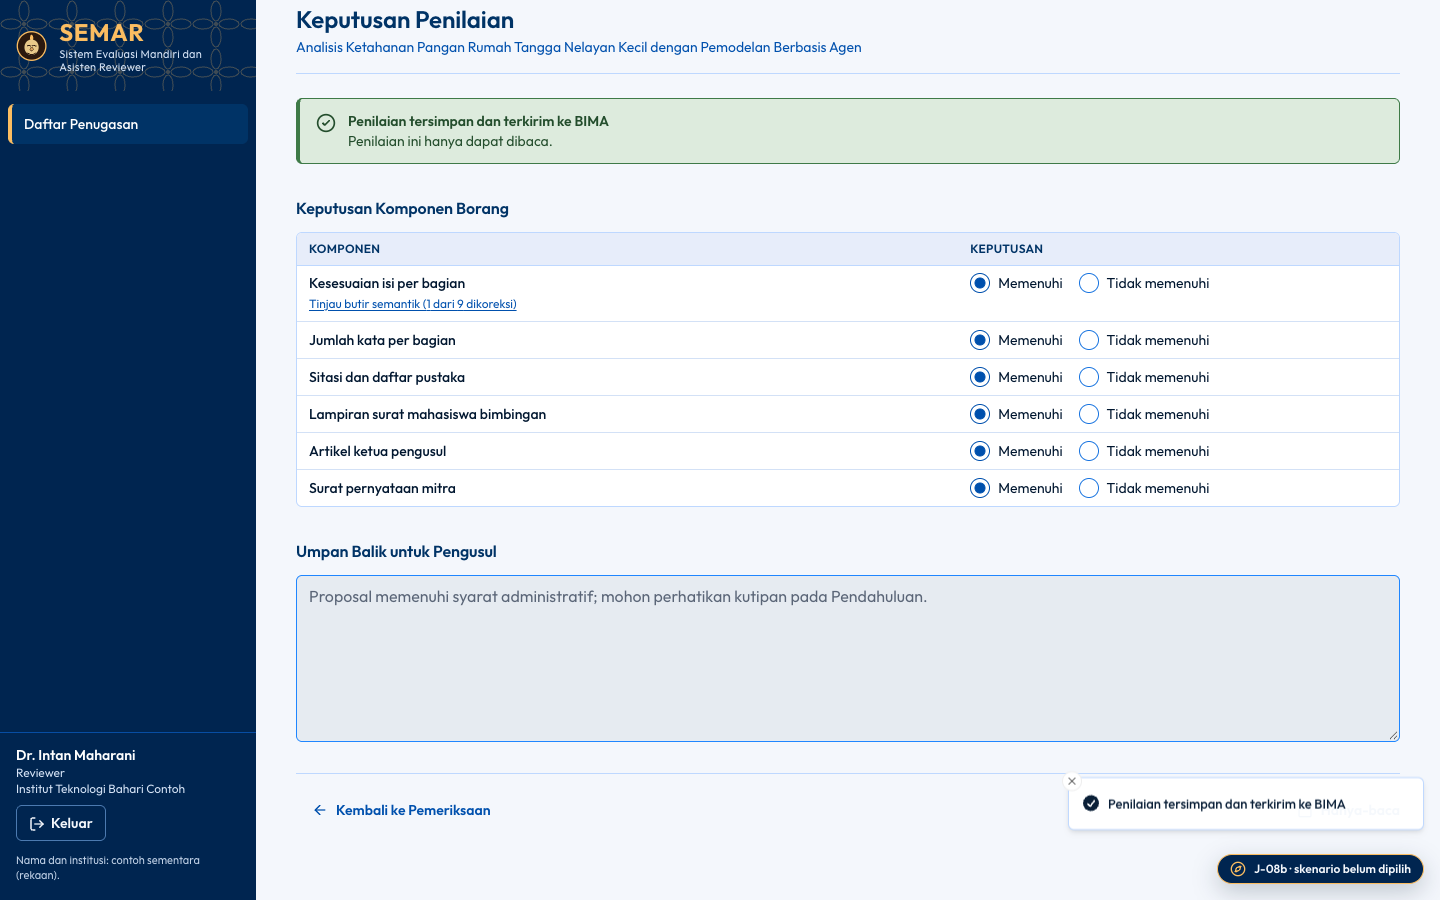 SEMAR
Sistem Evaluasi Mandiri dan
Asisten Reviewer
Daftar Penugasan
Dr. Intan Maharani
Reviewer
Institut Teknologi Bahari Contoh
Keluar
Nama dan institusi: contoh sementara
(rekaan).
Keputusan Penilaian
Analisis Ketahanan Pangan Rumah Tangga Nelayan Kecil dengan Pemodelan Berbasis Agen
Penilaian tersimpan dan terkirim ke BIMA
Penilaian ini hanya dapat dibaca.
Keputusan Komponen Borang
KOMPONEN KEPUTUSAN
Kesesuaian isi per bagian Memenuhi Tidak memenuhi
Tinjau butir semantik (1 dari 9 dikoreksi)
Jumlah kata per bagian Memenuhi Tidak memenuhi
Sitasi dan daftar pustaka Memenuhi Tidak memenuhi
Lampiran surat mahasiswa bimbingan Memenuhi Tidak memenuhi
Artikel ketua pengusul Memenuhi Tidak memenuhi
Surat pernyataan mitra Memenuhi Tidak memenuhi
Umpan Balik untuk Pengusul
Proposal memenuhi syarat administratif; mohon perhatikan kutipan pada Pendahuluan.
Kembali ke Pemeriksaan
Penilaian tersimpan dan terkirim ke BIMA
J-08b · skenario belum dipilih